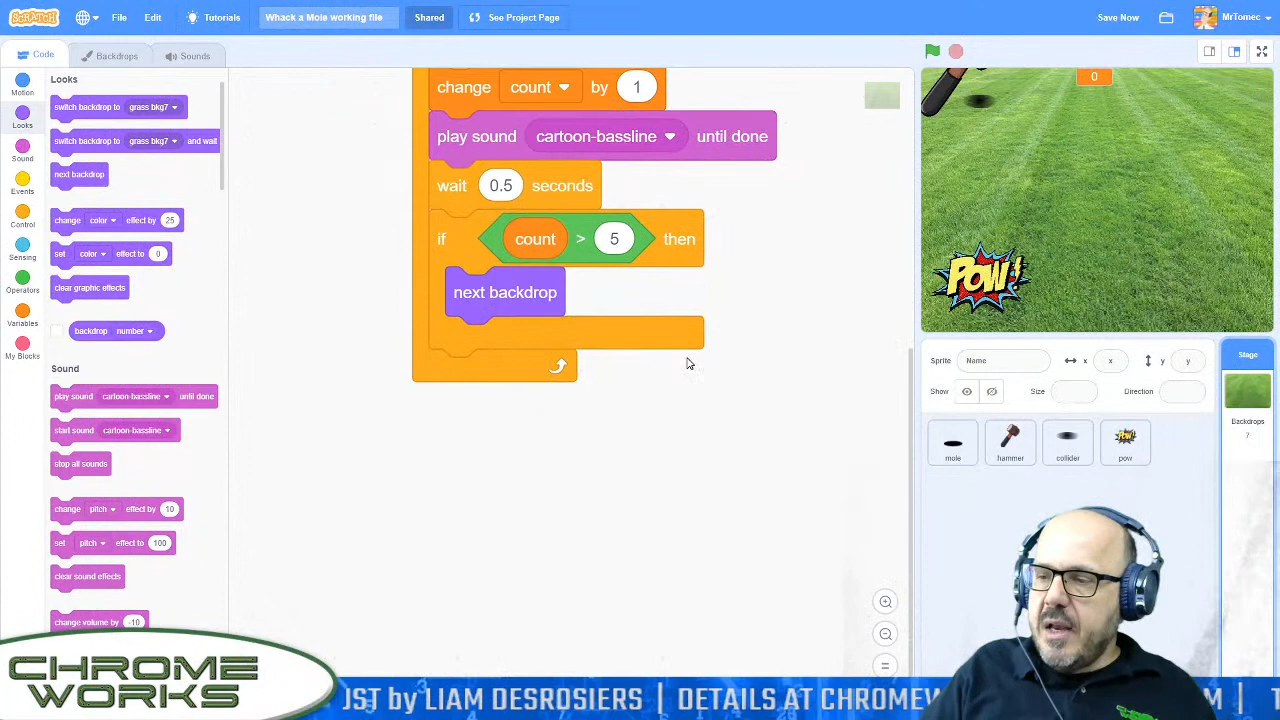 SCRATCH
File
Edit
Tutorials
Whack a Mole working file
Shared
See Project Page
Save Now
MrTomec
Code
Backdrops
Sounds
Motion
Looks
Sound
Events
Control
Sensing
Operators
Variables
My Blocks
Looks
switch backdrop to grass bkg7
switch backdrop to grass bkg7 and wait
next backdrop
change color effect by 25
set color effect to 0
clear graphic effects
backdrop number
Sound
play sound cartoon-bassline until done
start sound cartoon-bassline
stop all sounds
change pitch effect by 10
set pitch effect to 100
clear sound effects
change volume by -10
change count by 1
play sound cartoon-bassline until done
wait 0.5 seconds
if count > 5 then
next backdrop
0
POW!
Sprite
Name
x
x
y
y
Show
Size
Direction
mole
hammer
collider
POW!
pow
Stage
Backdrops
7
CHROME
WORKS
JST by LIAM DESROSIERS | DETAILS AT CHROMEW